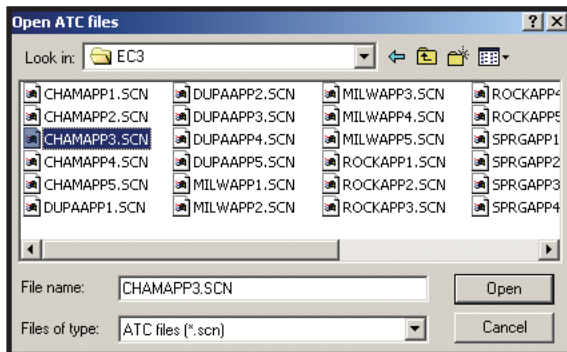 Open ATC files
Look in: EC3
CHAMAPP1.SCN DUPAAPP2.SCN MILWAPP3.SCN ROCKAPP4
CHAMAPP2.SCN DUPAAPP3.SCN MILWAPP4.SCN ROCKAPP5
CHAMAPP3.SCN DUPAAPP4.SCN MILWAPP5.SCN SPRGAPP1
CHAMAPP4.SCN DUPAAPP5.SCN ROCKAPP1.SCN SPRGAPP2
CHAMAPP5.SCN MILWAPP1.SCN ROCKAPP2.SCN SPRGAPP3
DUPAAPP1.SCN MILWAPP2.SCN ROCKAPP3.SCN SPRGAPP4
File name: CHAMAPP3.SCN Open
Files of type: ATC files (*.scn) Cancel